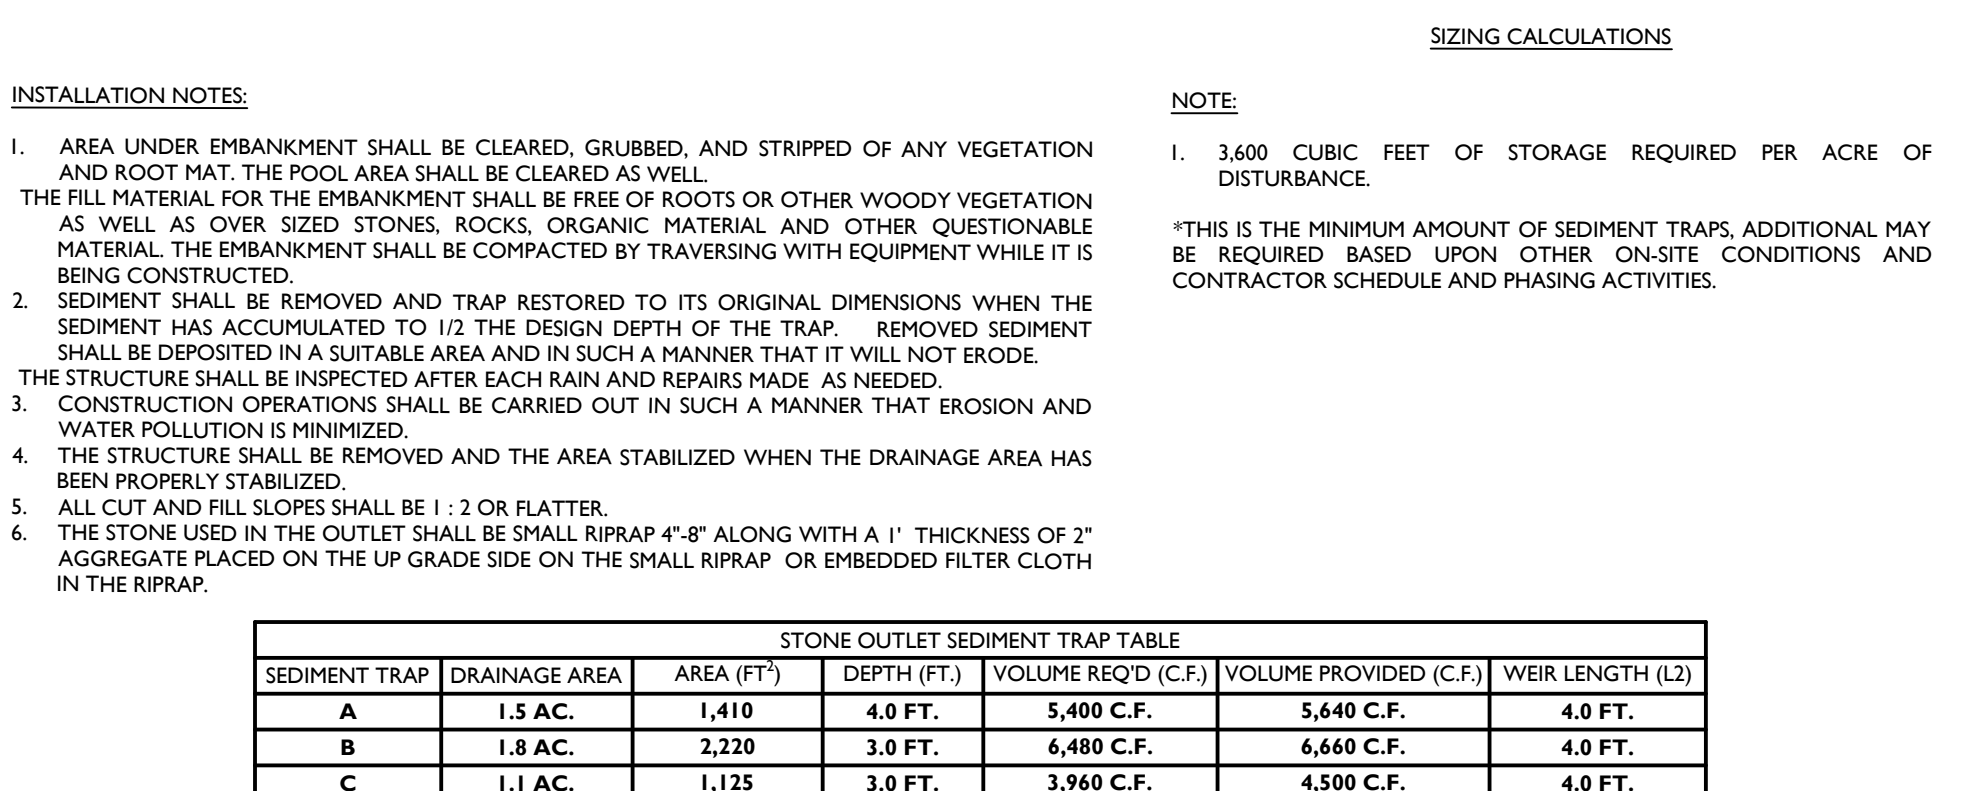 SIZING CALCULATIONS
INSTALLATION NOTES:
1. AREA UNDER EMBANKMENT SHALL BE CLEARED, GRUBBED, AND STRIPPED OF ANY VEGETATION
AND ROOT MAT. THE POOL AREA SHALL BE CLEARED AS WELL.
THE FILL MATERIAL FOR THE EMBANKMENT SHALL BE FREE OF ROOTS OR OTHER WOODY VEGETATION
AS WELL AS OVER SIZED STONES, ROCKS, ORGANIC MATERIAL AND OTHER QUESTIONABLE
MATERIAL. THE EMBANKMENT SHALL BE COMPACTED BY TRAVERSING WITH EQUIPMENT WHILE IT IS
BEING CONSTRUCTED.
2. SEDIMENT SHALL BE REMOVED AND TRAP RESTORED TO ITS ORIGINAL DIMENSIONS WHEN THE
SEDIMENT HAS ACCUMULATED TO 1/2 THE DESIGN DEPTH OF THE TRAP. REMOVED SEDIMENT
SHALL BE DEPOSITED IN A SUITABLE AREA AND IN SUCH A MANNER THAT IT WILL NOT ERODE.
THE STRUCTURE SHALL BE INSPECTED AFTER EACH RAIN AND REPAIRS MADE AS NEEDED.
3. CONSTRUCTION OPERATIONS SHALL BE CARRIED OUT IN SUCH A MANNER THAT EROSION AND
WATER POLLUTION IS MINIMIZED.
4. THE STRUCTURE SHALL BE REMOVED AND THE AREA STABILIZED WHEN THE DRAINAGE AREA HAS
BEEN PROPERLY STABILIZED.
5. ALL CUT AND FILL SLOPES SHALL BE 1 : 2 OR FLATTER.
6. THE STONE USED IN THE OUTLET SHALL BE SMALL RIPRAP 4"-8" ALONG WITH A 1' THICKNESS OF 2"
AGGREGATE PLACED ON THE UP GRADE SIDE ON THE SMALL RIPRAP OR EMBEDDED FILTER CLOTH
IN THE RIPRAP.
NOTE:
1. 3,600 CUBIC FEET OF STORAGE REQUIRED PER ACRE OF
DISTURBANCE.
*THIS IS THE MINIMUM AMOUNT OF SEDIMENT TRAPS, ADDITIONAL MAY
BE REQUIRED BASED UPON OTHER ON-SITE CONDITIONS AND
CONTRACTOR SCHEDULE AND PHASING ACTIVITIES.
STONE OUTLET SEDIMENT TRAP TABLE
SEDIMENT TRAP DRAINAGE AREA AREA (FT²) DEPTH (FT.) VOLUME REQ'D (C.F.) VOLUME PROVIDED (C.F.) WEIR LENGTH (L2)
A 1.5 AC. 1,410 4.0 FT. 5,400 C.F. 5,640 C.F. 4.0 FT.
B 1.8 AC. 2,220 3.0 FT. 6,480 C.F. 6,660 C.F. 4.0 FT.
C 1.1 AC. 1,125 3.0 FT. 3,960 C.F. 4,500 C.F. 4.0 FT.